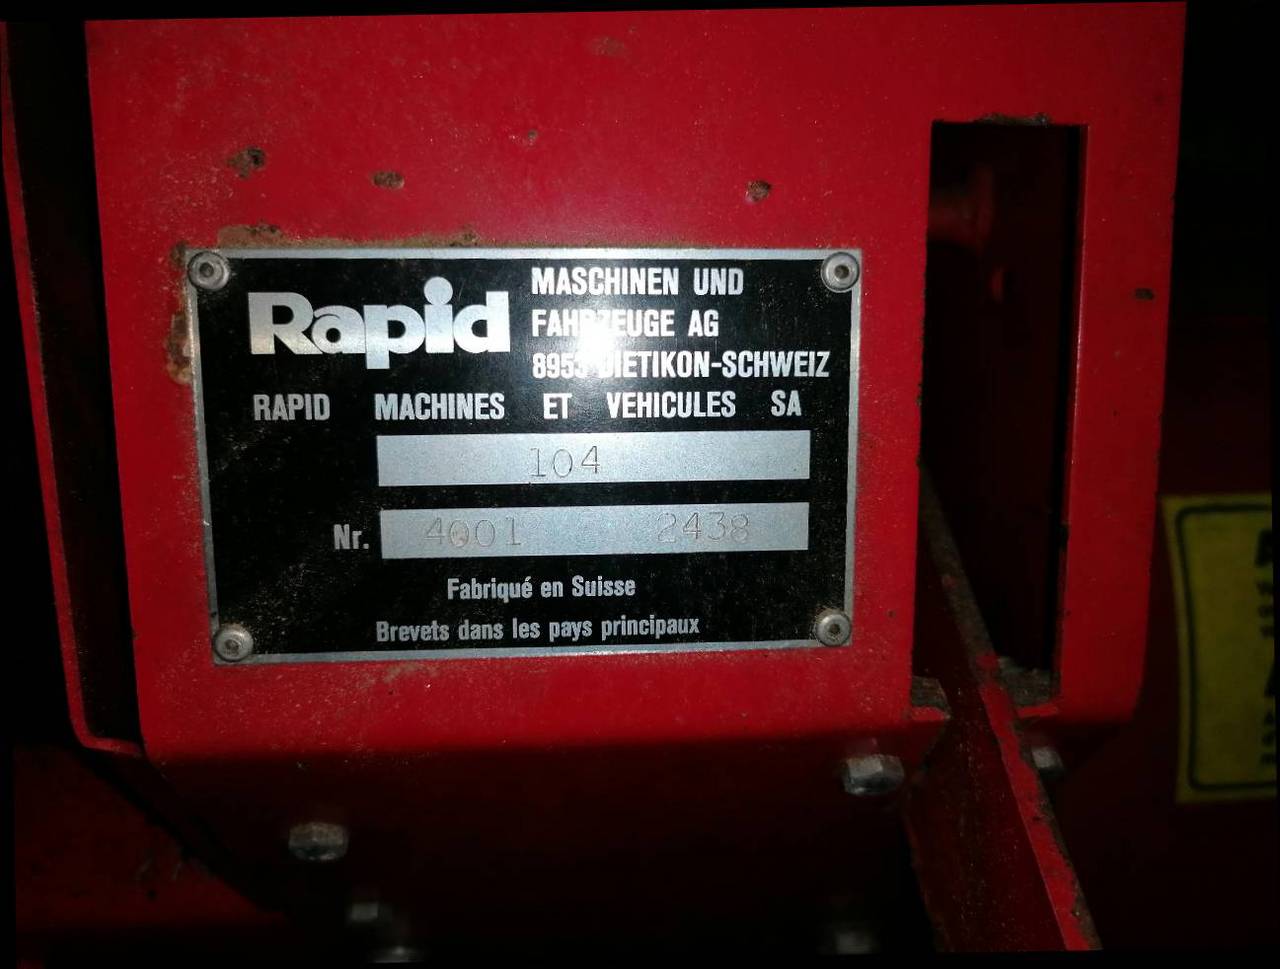 Rapid
MASCHINEN UND
FAHRZEUGE AG
8953 DIETIKON-SCHWEIZ
RAPID MACHINES ET VEHICULES SA
104
Nr. 4001 2438
Fabriqué en Suisse
Brevets dans les pays principaux